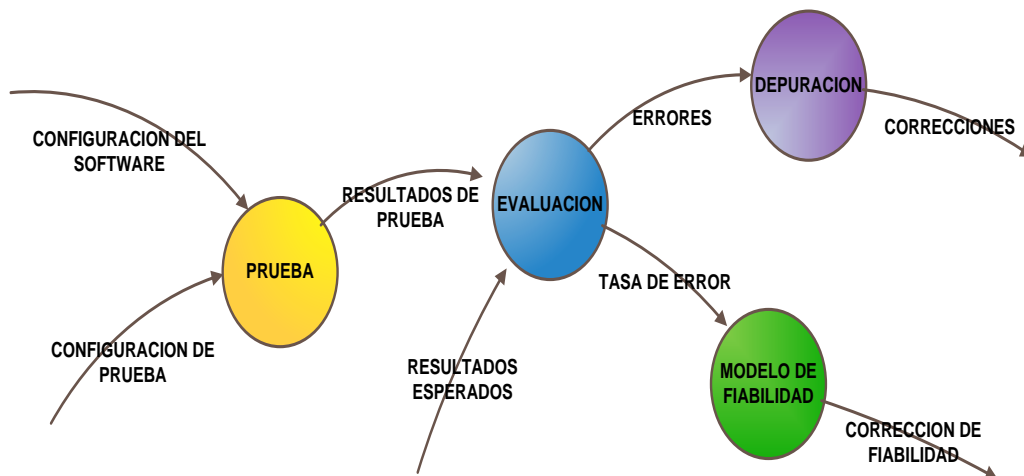 CONFIGURACION DEL
SOFTWARE
PRUEBA
CONFIGURACION DE
PRUEBA
RESULTADOS DE
PRUEBA
EVALUACION
RESULTADOS
ESPERADOS
ERRORES
DEPURACION
CORRECCIONES
TASA DE ERROR
MODELO DE
FIABILIDAD
CORRECCION DE
FIABILIDAD